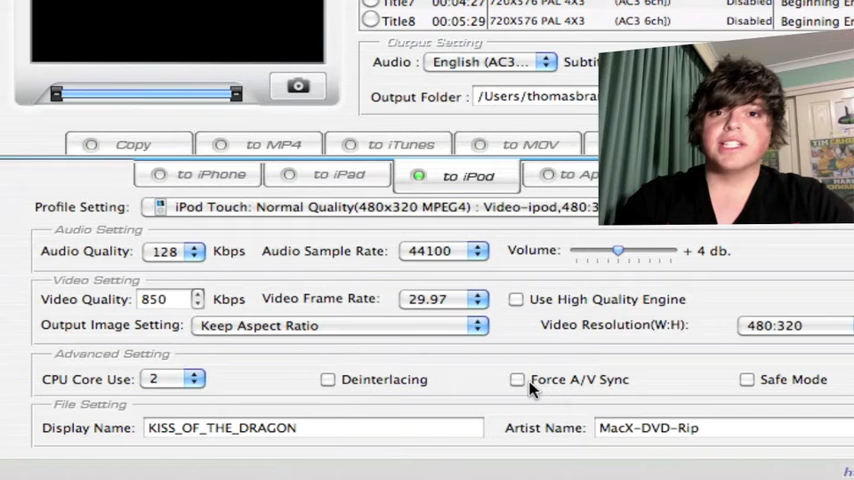 Title7 00:04:27 720X576 PAL 4X3 (AC3 6ch) Disabled Beginning
Title8 00:05:29 720X576 PAL 4X3 (AC3 6ch) Disabled Beginning
Output Setting
Audio : English (AC3...
Output Folder : /Users/thomasbra
Copy to MP4 to iTunes to MOV
to iPhone to iPad to iPod
Profile Setting: iPod Touch: Normal Quality(480x320 MPEG4) : Video-ipod,480:3
Audio Setting
Audio Quality: 128 Kbps Audio Sample Rate: 44100 Volume: + 4 db.
Video Setting
Video Quality: 850 Kbps Video Frame Rate: 29.97 Use High Quality Engine
Output Image Setting: Keep Aspect Ratio Video Resolution(W:H): 480:320
Advanced Setting
CPU Core Use: 2 Deinterlacing Force A/V Sync Safe Mode
File Setting
Display Name: KISS_OF_THE_DRAGON Artist Name: MacX-DVD-Rip